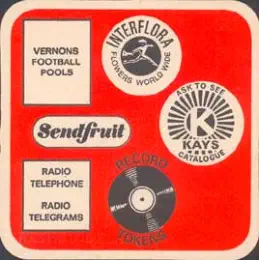 VERNONS
FOOTBALL
POOLS
INTERFLORA
FLOWERS WORLD WIDE
ASK TO SEE
K
KAYS
CATALOGUE
Sendfruit
RADIO
TELEPHONE
RADIO
TELEGRAMS
RECORD
TOKENS